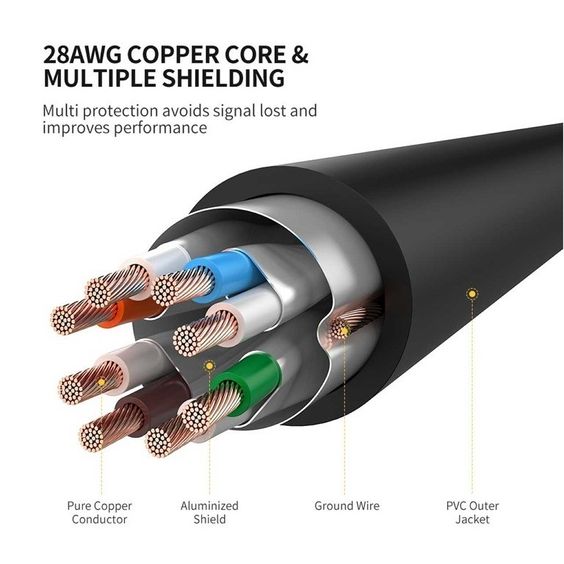 28AWG COPPER CORE &
MULTIPLE SHIELDING
Multi protection avoids signal lost and
improves performance
Pure Copper
Conductor
Aluminized
Shield
Ground Wire
PVC Outer
Jacket